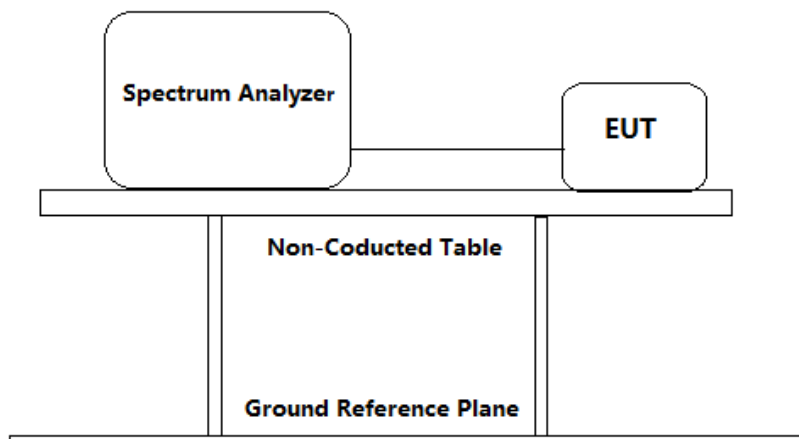 Spectrum Analyzer
EUT
Non-Coducted Table
Ground Reference Plane